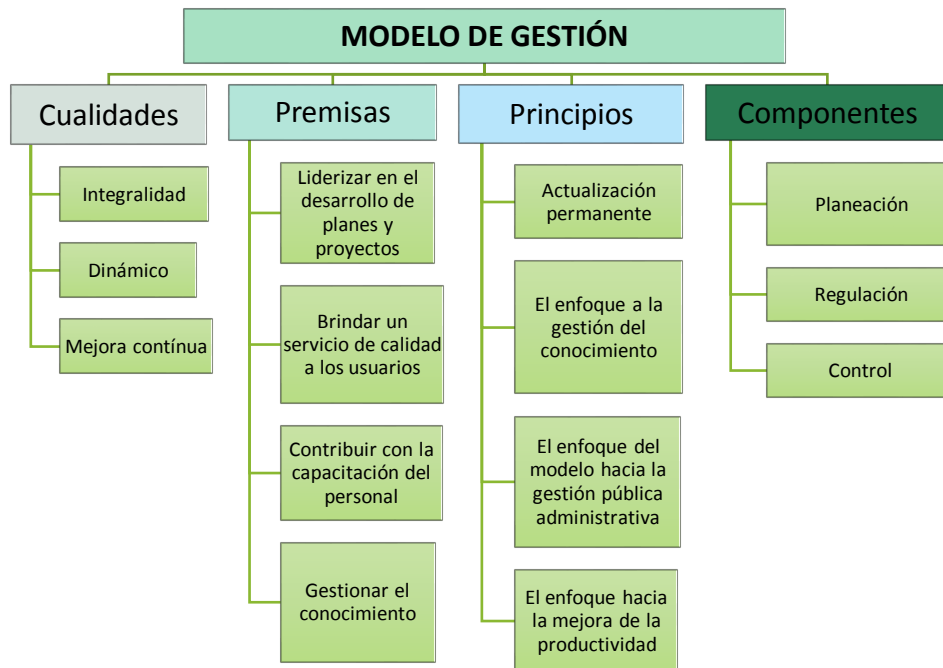 MODELO DE GESTIÓN
Cualidades
Integralidad
Dinámico
Mejora contínua
Premisas
Liderizar en el
desarrollo de
planes y
proyectos
Brindar un
servicio de calidad
a los usuarios
Contribuir con la
capacitación del
personal
Gestionar el
conocimiento
Principios
Actualización
permanente
El enfoque a la
gestión del
conocimiento
El enfoque del
modelo hacia la
gestión pública
administrativa
El enfoque hacia
la mejora de la
productividad
Componentes
Planeación
Regulación
Control